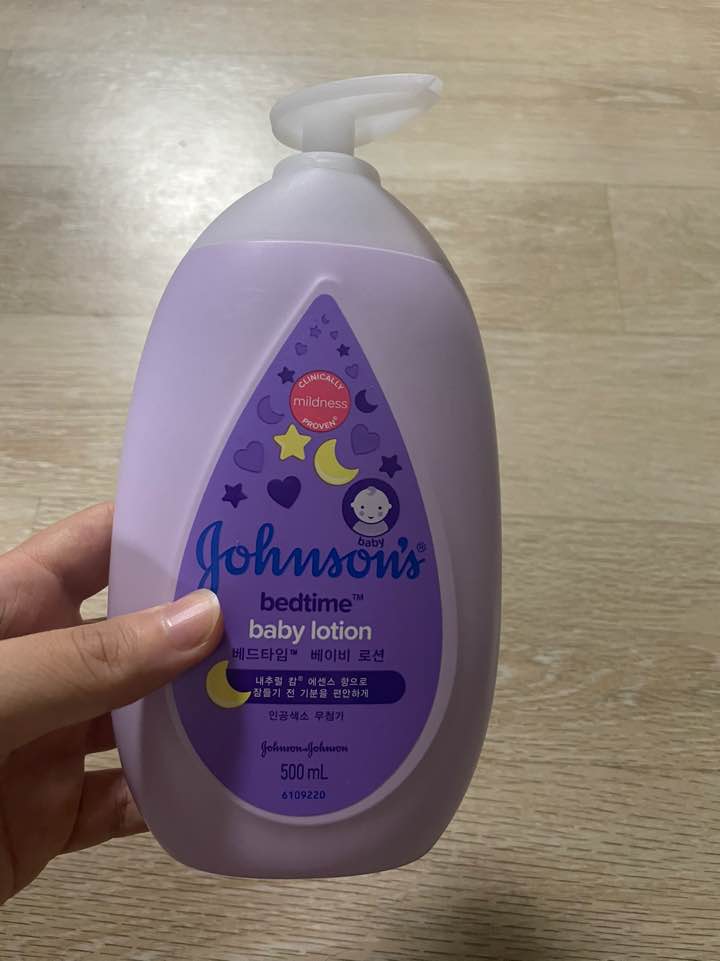 CLINICALLY
mildness
PROVEN®
baby
Johnson's®
bedtime™
baby lotion
베드타임™ 베이비 로션
내추럴 캄® 에센스 향으로
잠들기 전 기분을 편안하게
인공색소 무첨가
Johnson&Johnson
500 mL
6109220